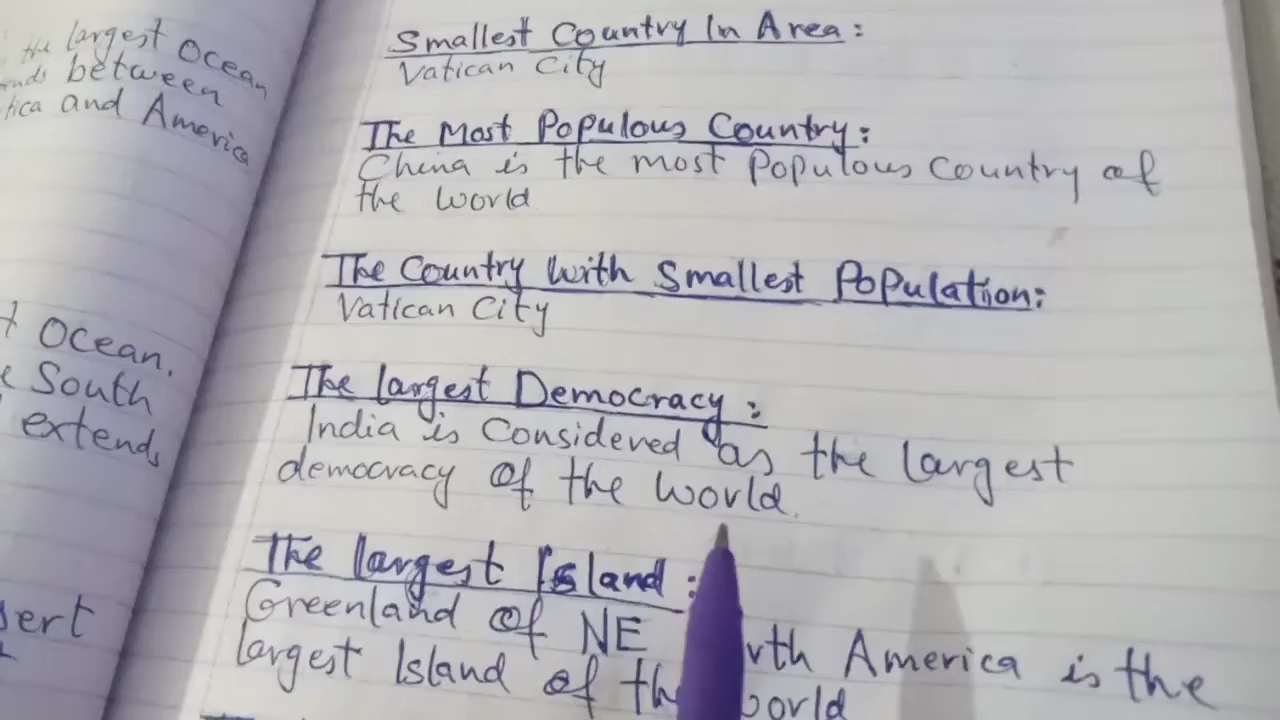 the largest Ocean
between
and America
Ocean.
South
extends
Smallest Country In Area:
Vatican City
The Most Populous Country:
China is the most Populous Country of
the world
The Country with Smallest Population:
Vatican City
The largest Democracy:
India is Considered as the largest
democracy of the world.
The largest Island:
Greenland of NE America is the
largest Island of